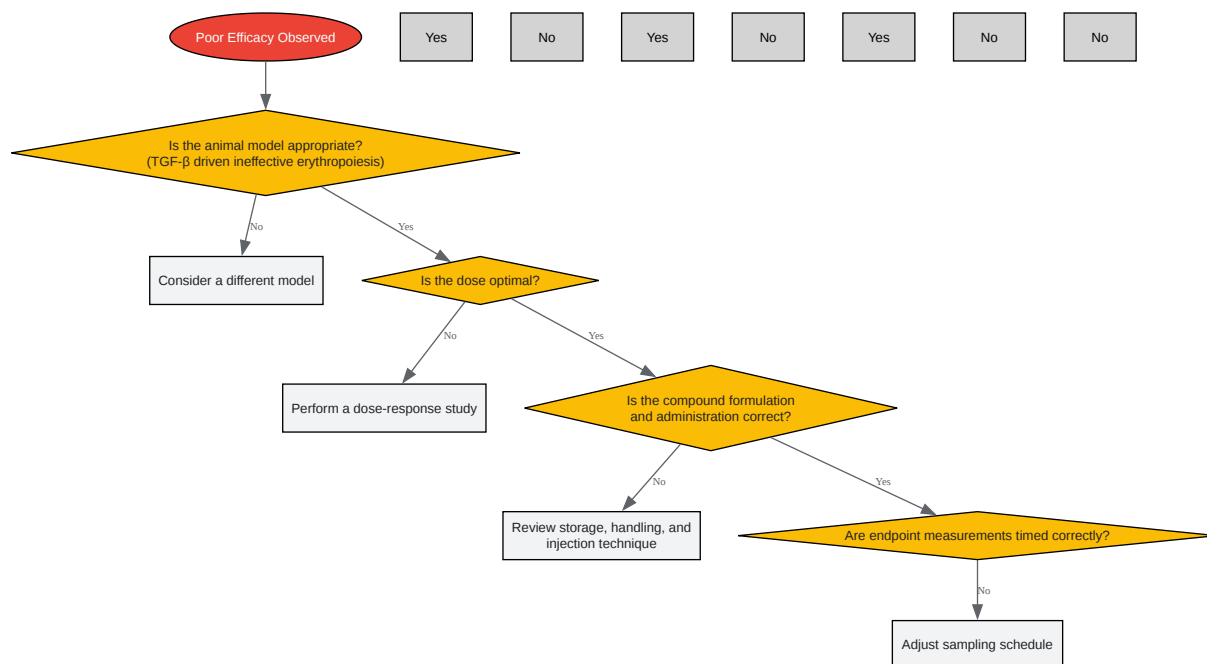 Poor Efficacy Observed
Yes
No
Yes
No
Yes
No
No
Is the animal model appropriate?
(TGF-β driven ineffective erythropoiesis)
No
Yes
Consider a different model
Is the dose optimal?
No
Yes
Perform a dose-response study
Is the compound formulation
and administration correct?
No
Yes
Review storage, handling, and
injection technique
Are endpoint measurements timed correctly?
No
Adjust sampling schedule